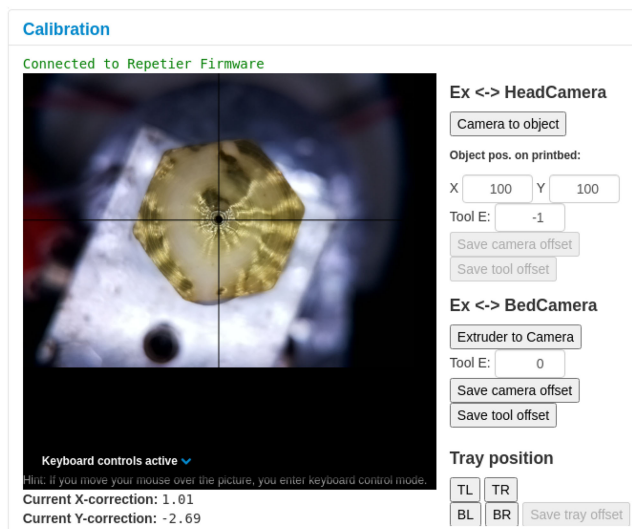 Calibration
Connected to Repetier Firmware
Keyboard controls active
Hint: If you move your mouse over the picture, you enter keyboard control mode.
Current X-correction: 1.01
Current Y-correction: -2.69
Ex <-> HeadCamera
Camera to object
Object pos. on printbed:
X 100 Y 100
Tool E: -1
Save camera offset
Save tool offset
Ex <-> BedCamera
Extruder to Camera
Tool E: 0
Save camera offset
Save tool offset
Tray position
TL TR
BL BR Save tray offset